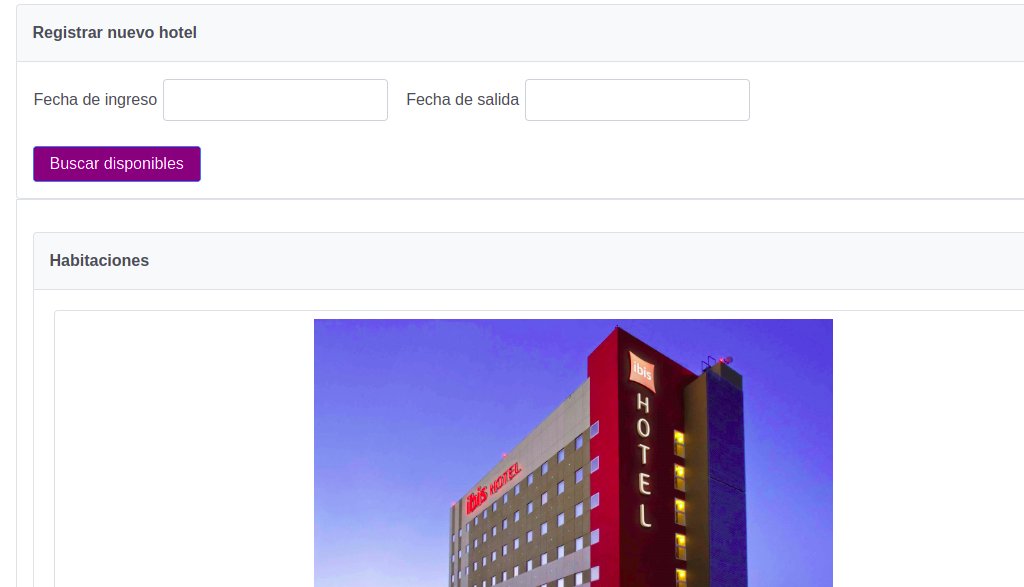 Registrar nuevo hotel
Fecha de ingreso
Fecha de salida
Buscar disponibles
Habitaciones
ibis
HOTEL
ibis HOTEL